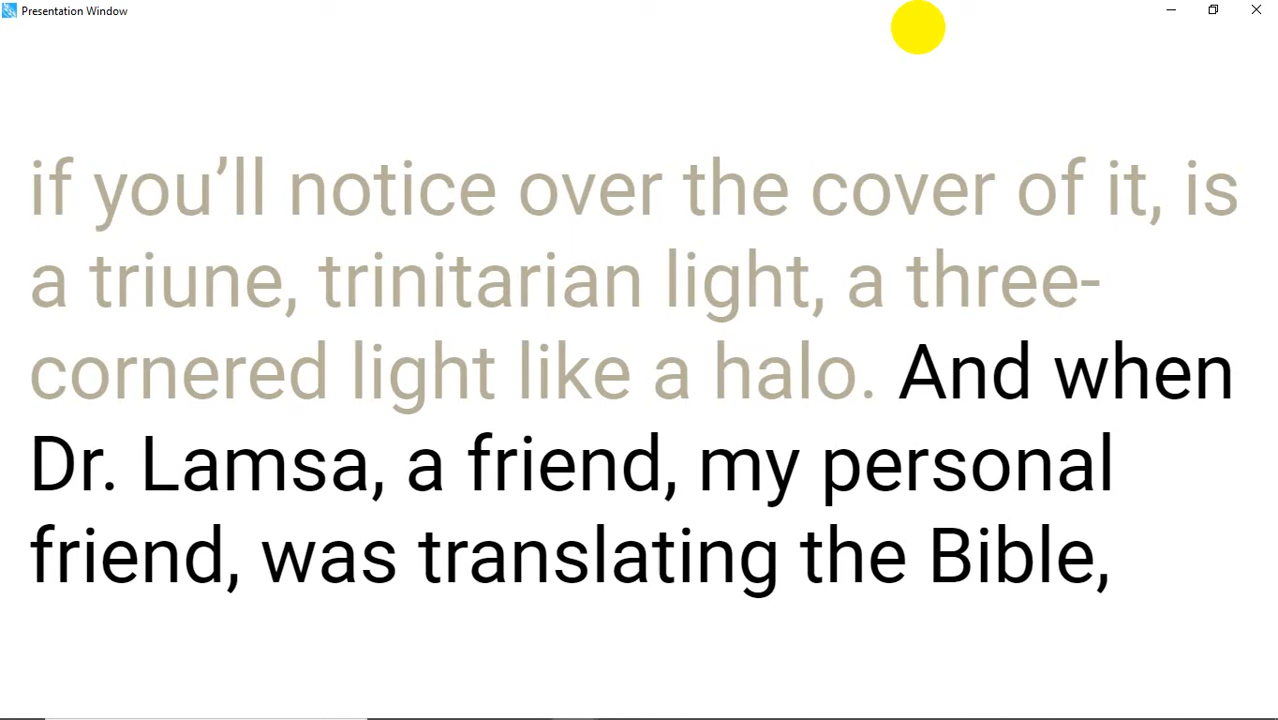 Presentation Window
if you’ll notice over the cover of it, is
a triune, trinitarian light, a three-
cornered light like a halo. And when
Dr. Lamsa, a friend, my personal
friend, was translating the Bible,